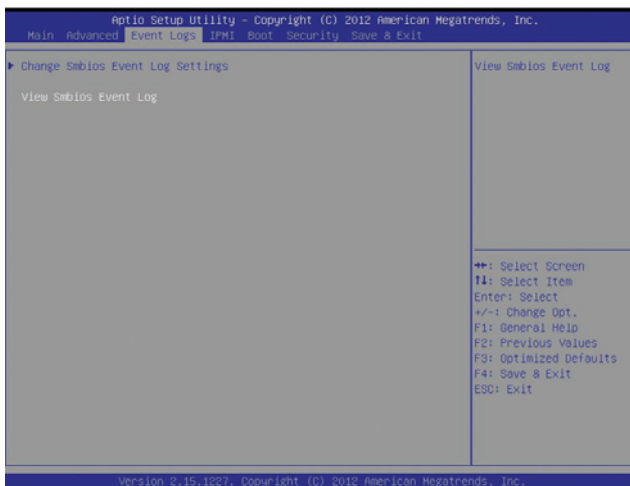 Aptio Setup Utility - Copyright (C) 2012 American Megatrends, Inc.
Main Advanced Event Logs IPMI Boot Security Save & Exit
Change Smbios Event Log Settings
View Smbios Event Log
View Smbios Event Log
→←: Select Screen
↑↓: Select Item
Enter: Select
+/-: Change Opt.
F1: General Help
F2: Previous Values
F3: Optimized Defaults
F4: Save & Exit
ESC: Exit
Version 2.15.1227. Copyright (C) 2012 American Megatrends, Inc.